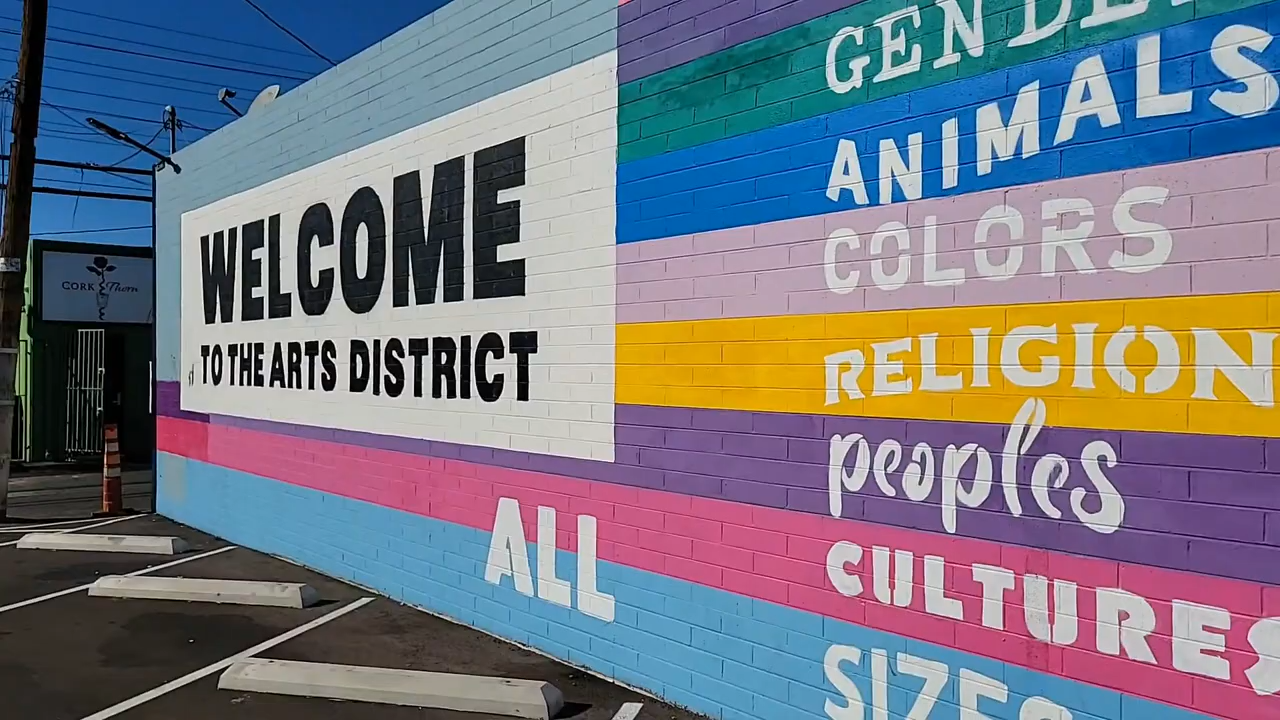 WELCOME
TO THE ARTS DISTRICT
ALL
ANIMALS
COLORS
RELIGION
peoples
CULTURES
SIZES
CORK Thorn